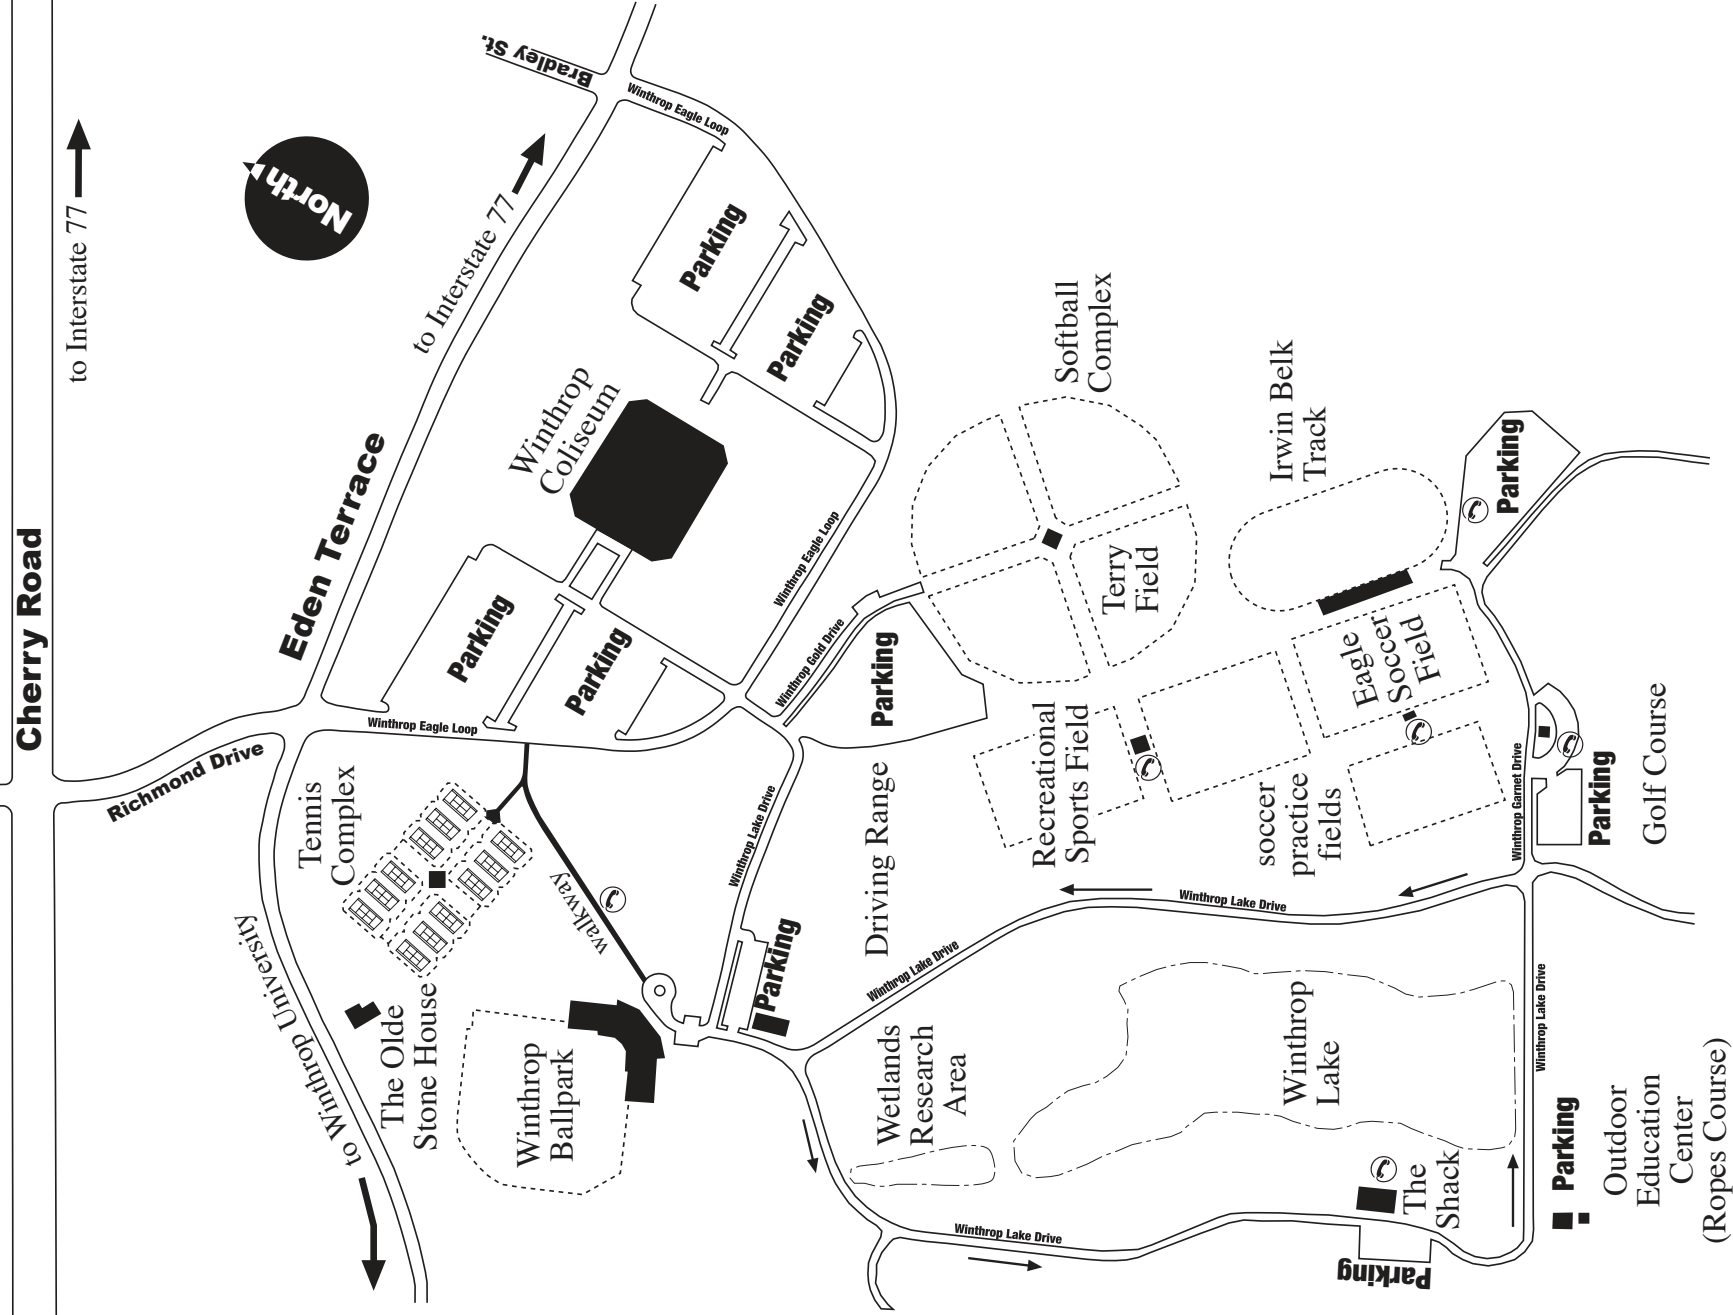 Cherry Road
to Interstate 77
North
Bradley St.
Winthrop Eagle Loop
to Interstate 77
Eden Terrace
Richmond Drive
Parking
Parking
Winthrop
Coliseum
Parking
Parking
Winthrop Eagle Loop
Winthrop Eagle Loop
Winthrop Gold Drive
Parking
Softball
Complex
Terry
Field
Irwin Belk
Track
Parking
Eagle
Soccer
Field
Recreational
Sports Field
soccer
practice
fields
Winthrop Garnet Drive
Parking
Golf Course
Tennis
Complex
walkway
Winthrop Lake Drive
Driving Range
Parking
to Winthrop University
The Olde
Stone House
Winthrop
Ballpark
Winthrop Lake Drive
Winthrop Lake Drive
Wetlands
Research
Area
Winthrop
Lake
Winthrop Lake Drive
The
Shack
Winthrop Lake Drive
Parking
Parking
Outdoor
Education
Center
(Ropes Course)